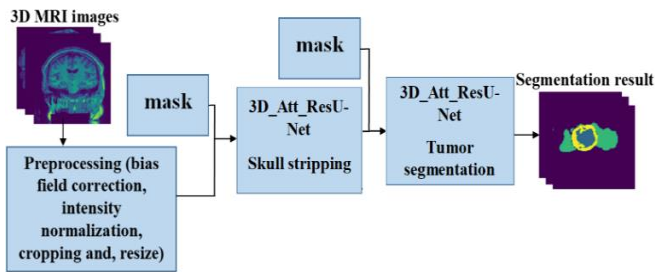 3D MRI images
Preprocessing (bias
field correction,
intensity
normalization,
cropping and, resize)
mask
3D_Att_ResU-
Net
Skull stripping
mask
3D_Att_ResU-
Net
Tumor
segmentation
Segmentation result